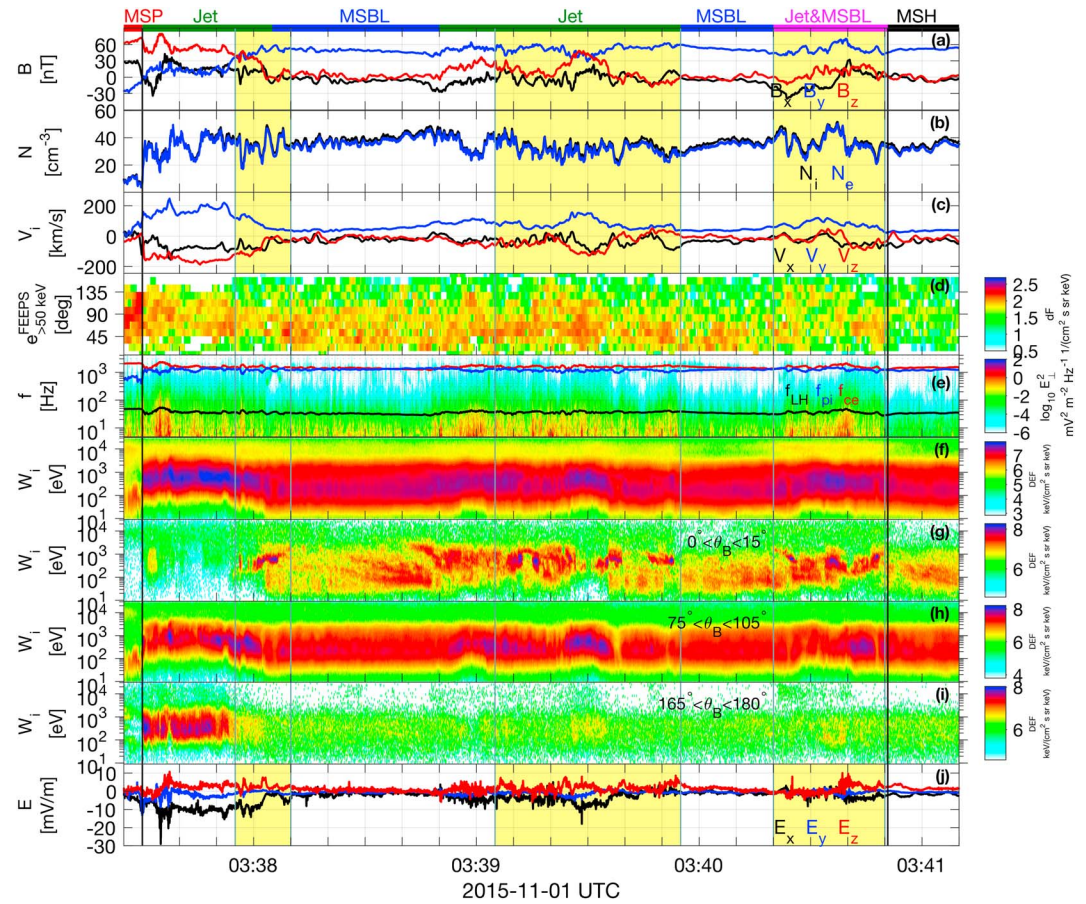 MSP Jet MSBL Jet MSBL Jet&MSBL MSH
(a)
B
[nT]
60
30
0
-30
Bx By Bz
(b)
N
[cm-3]
60
40
20
Ni Ne
(c)
Vi
[km/s]
200
0
-200
Vx Vy Vz
(d)
eFEEPS
>50 keV
[deg]
135
90
45
2.5
2
1.5
1
0.5
dF
1/(cm2 s sr keV)
(e)
f
[Hz]
103
102
101
fLH fpi fce
2
0
-2
-4
-6
log10 E⊥2
mV2 m-2 Hz-1
(f)
Wi
[eV]
103
102
101
7
6
5
4
3
DEF
keV/(cm2 s sr keV)
(g)
Wi
[eV]
104
103
102
101
0°<θB<15°
8
6
DEF
keV/(cm2 s sr keV)
(h)
Wi
[eV]
104
103
102
101
75°<θB<105°
8
6
4
DEF
keV/(cm2 s sr keV)
(i)
Wi
[eV]
104
103
102
101
165°<θB<180°
8
6
DEF
keV/(cm2 s sr keV)
(j)
E
[mV/m]
10
0
-10
-20
-30
Ex Ey Ez
03:38 03:39 03:40 03:41
2015-11-01 UTC